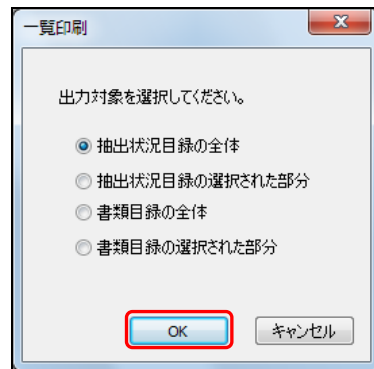 一覧印刷
出力対象を選択してください。
抽出状況目録の全体
抽出状況目録の選択された部分
書類目録の全体
書類目録の選択された部分
OK キャンセル